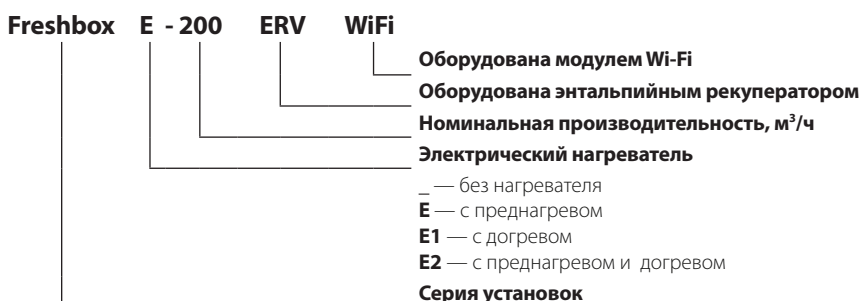 Freshbox E - 200 ERV WiFi
Оборудована модулем Wi-Fi
Оборудована энтальпийным рекуператором
Номинальная производительность, м³/ч
Электрический нагреватель
_ — без нагревателя
E — с преднагревом
E1 — с догревом
E2 — с преднагревом и догревом
Серия установок